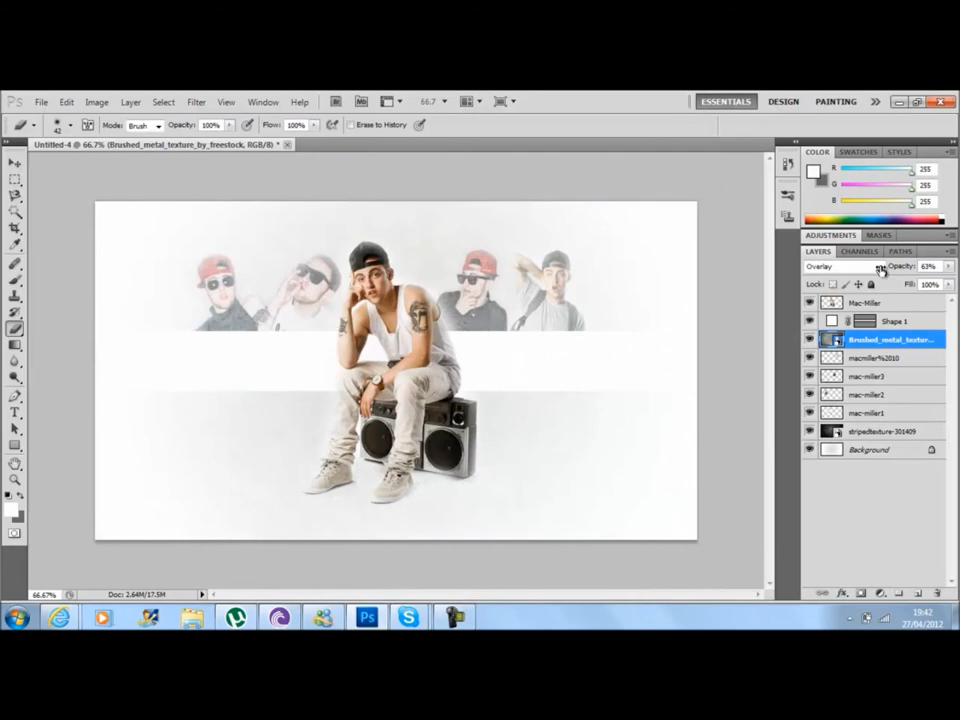 Ps File Edit Image Layer Select Filter View Window Help Br Mb 66.7 ESSENTIALS DESIGN PAINTING
42 Mode: Brush Opacity: 100% Flow: 100% Erase to History
Untitled-4 @ 66.7% (Brushed_metal_texture_by_freestock, RGB/8) *
COLOR SWATCHES STYLES
R 255
G 255
B 255
ADJUSTMENTS MASKS
LAYERS CHANNELS PATHS
Overlay Opacity: 63%
Lock: Fill: 100%
Mac-Miller
Shape 1
Brushed_metal_textur...
macmiller%2010
mac-miller3
mac-miller2
mac-miller1
stripedtexture-301409
Background
66.67% Doc: 2.64M/17.5M
19:42
27/04/2012